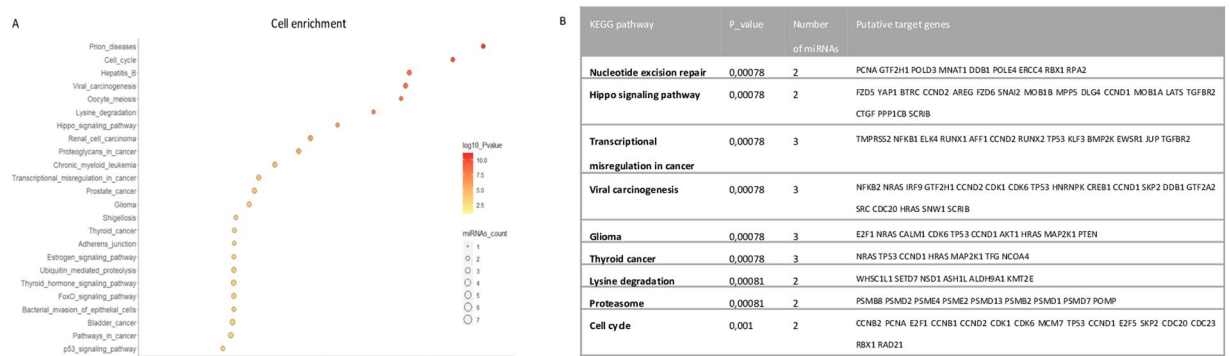 A
Cell enrichment
Prion_diseases
Cell_cycle
Hepatitis_B
Viral_carcinogenesis
Oocyte_meiosis
Lysine_degradation
Hippo_signaling_pathway
Renal_cell_carcinoma
Proteoglycans_in_cancer
Chronic_myeloid_leukemia
Transcriptional_misregulation_in_cancer
Prostate_cancer
Glioma
Shigellosis
Thyroid_cancer
Adherens_junction
Estrogen_signaling_pathway
Ubiquitin_mediated_proteolysis
Thyroid_hormone_signaling_pathway
FoxO_signaling_pathway
Bacterial_invasion_of_epithelial_cells
Bladder_cancer
Pathways_in_cancer
p53_signaling_pathway
log10_Pvalue
10.0
7.5
5.0
2.5
miRNAs_count
1
2
3
4
5
6
7
B
KEGG pathway P_value Number Putative target genes
of miRNAs
Nucleotide excision repair 0,00078 2 PCNA GTF2H1 POLD3 MNAT1 DDB1 POLE4 ERCC4 RBX1 RPA2
Hippo signaling pathway 0,00078 2 FZD5 YAP1 BTRC CCND2 AREG FZD6 SNAI2 MOB1B MPP5 DLG4 CCND1 MOB1A LATS TGFBR2
CTGF PPP1CB SCRIB
Transcriptional 0,00078 3 TMPRSS2 NFKB1 ELK4 RUNX1 AFF1 CCND2 RUNX2 TP53 KLF3 BMP2K EWSR1 JUP TGFBR2
misregulation in cancer
Viral carcinogenesis 0,00078 3 NFKB2 NRAS IRF9 GTF2H1 CCND2 CDK1 CDK6 TP53 HNRNPK CREB1 CCND1 SKP2 DDB1 GTF2A2
SRC CDC20 HRAS SNW1 SCRIB
Glioma 0,00078 3 E2F1 NRAS CALM1 CDK6 TP53 CCND1 AKT1 HRAS MAP2K1 PTEN
Thyroid cancer 0,00078 3 NRAS TP53 CCND1 HRAS MAP2K1 TFG NCOA4
Lysine degradation 0,00081 2 WHSC1L1 SETD7 NSD1 ASH1L ALDH9A1 KMT2E
Proteasome 0,00081 2 PSMB8 PSMD2 PSME4 PSME2 PSMD13 PSMB2 PSMD1 PSMD7 POMP
Cell cycle 0,001 2 CCNB2 PCNA E2F1 CCNB1 CCND2 CDK1 CDK6 MCM7 TP53 CCND1 E2F5 SKP2 CDC20 CDC23
RBX1 RAD21